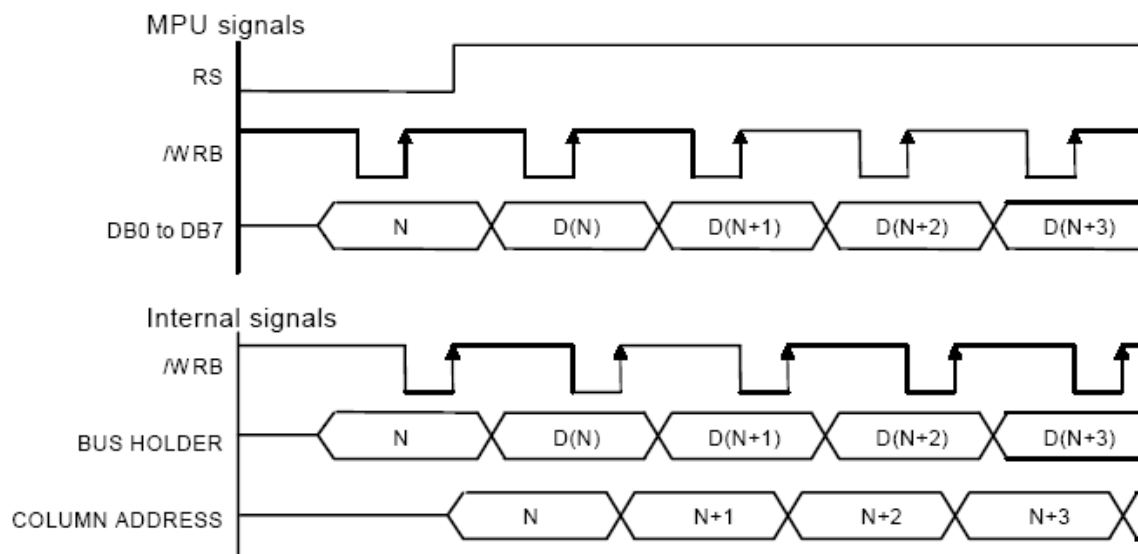 MPU signals
RS
/WRB
DB0 to DB7 N D(N) D(N+1) D(N+2) D(N+3)
Internal signals
/WRB
BUS HOLDER N D(N) D(N+1) D(N+2) D(N+3)
COLUMN ADDRESS N N+1 N+2 N+3